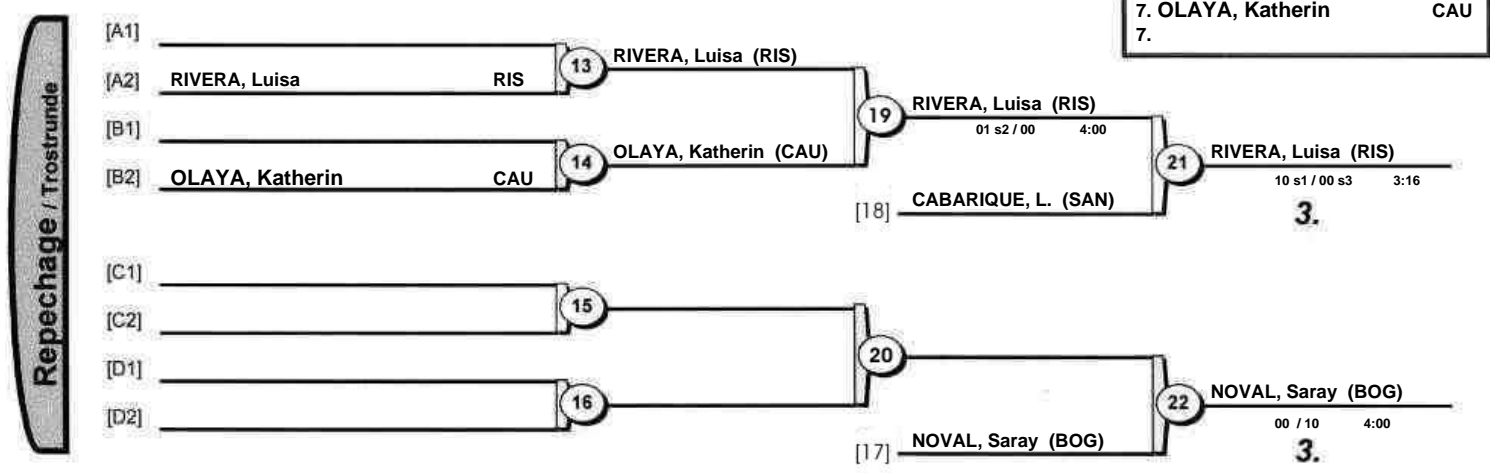 7. OLAYA, Katherin CAU
7.
Repechage / Trostrunde
[A1]
[A2] RIVERA, Luisa RIS
13 RIVERA, Luisa (RIS)
[B1]
[B2] OLAYA, Katherin CAU
14 OLAYA, Katherin (CAU)
19 RIVERA, Luisa (RIS)
01 s2 / 00 4:00
[18] CABARIQUE, L. (SAN)
21 RIVERA, Luisa (RIS)
10 s1 / 00 s3 3:16
3.
[C1]
[C2]
15
[D1]
[D2]
16
20
[17] NOVAL, Saray (BOG)
22 NOVAL, Saray (BOG)
00 / 10 4:00
3.